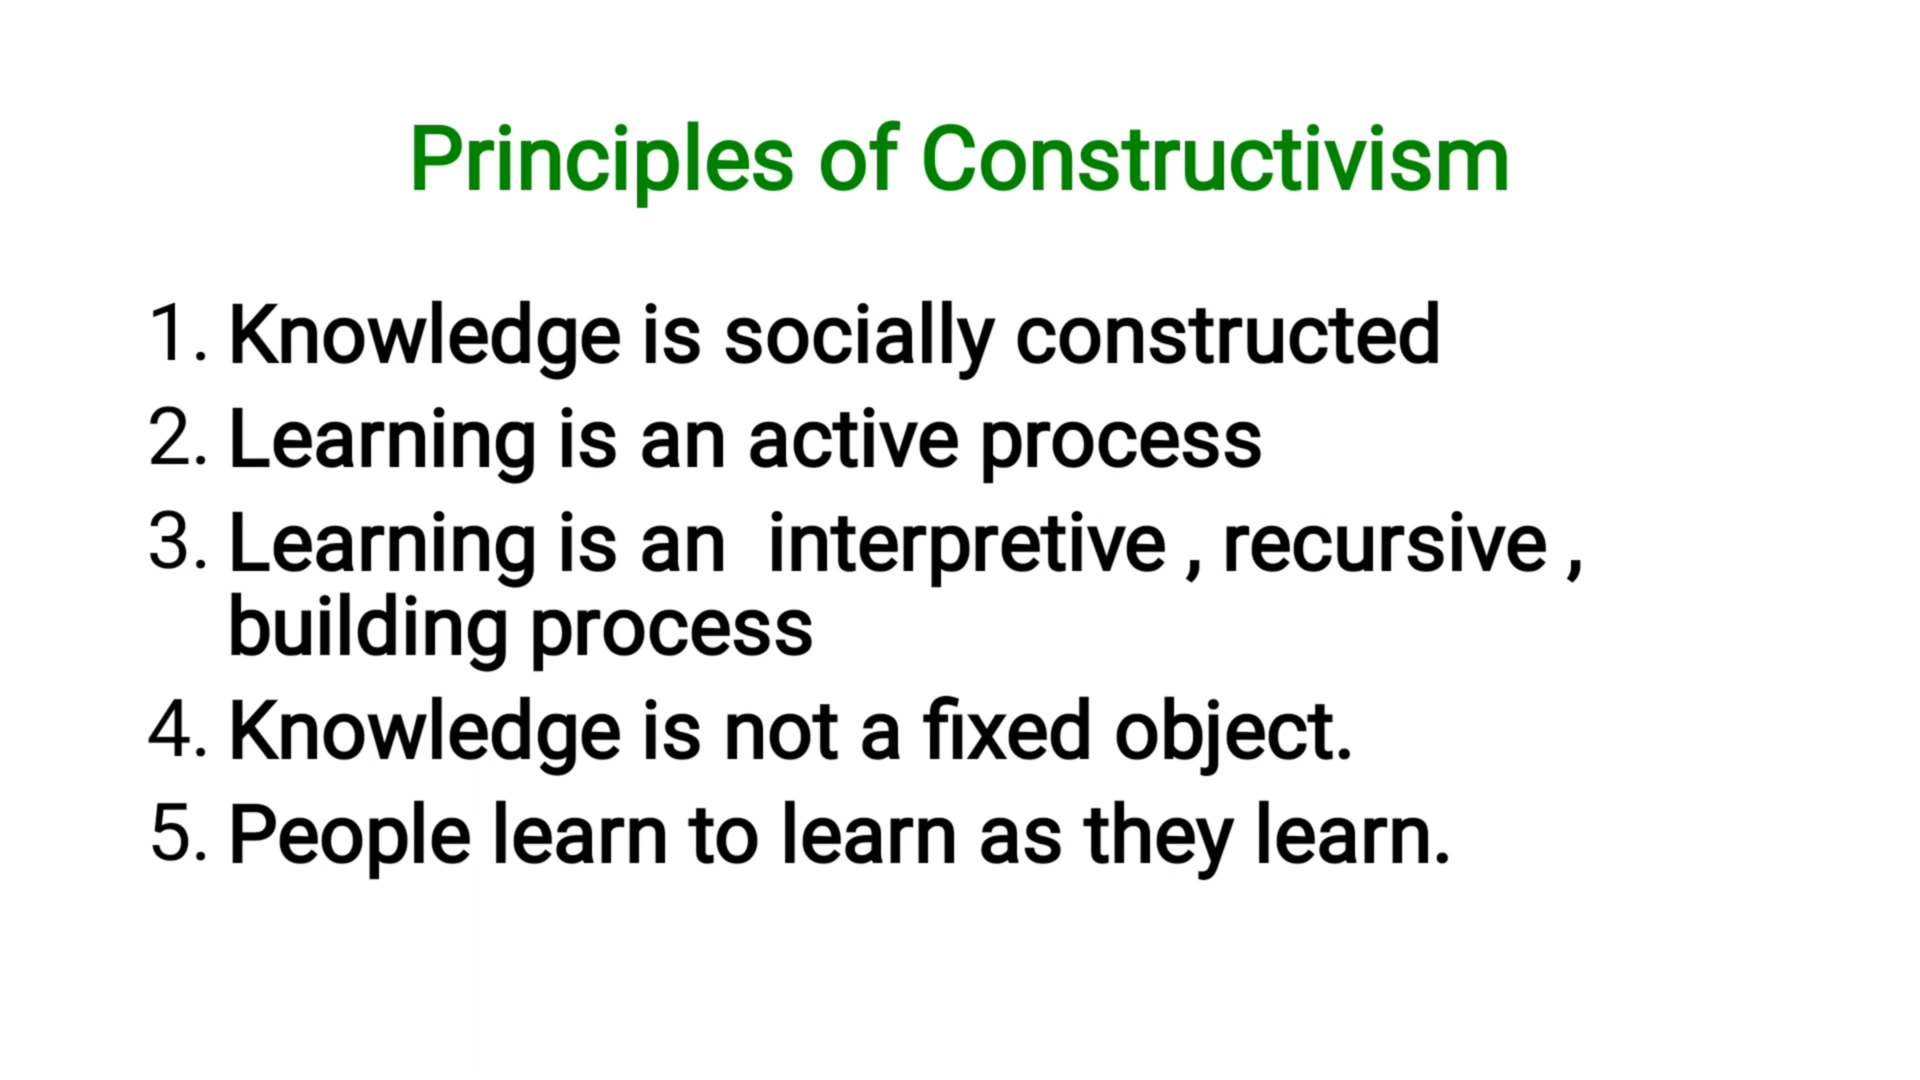 Principles of Constructivism
1. Knowledge is socially constructed
2. Learning is an active process
3. Learning is an  interpretive , recursive ,
building process
4. Knowledge is not a fixed object.
5. People learn to learn as they learn.